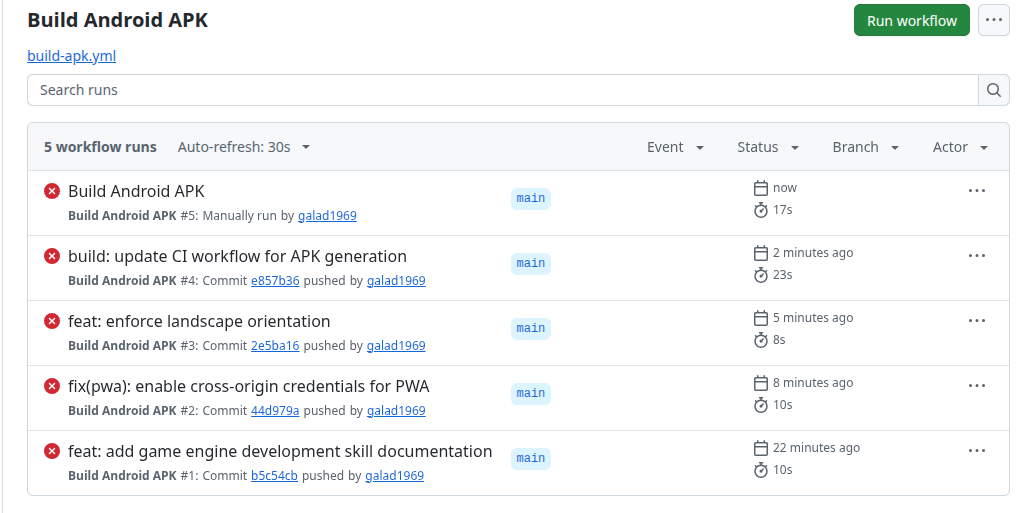 Build Android APK
Run workflow
build-apk.yml
Search runs
5 workflow runs Auto-refresh: 30s Event Status Branch Actor
Build Android APK
main
now
Build Android APK #5: Manually run by galad1969
17s
build: update CI workflow for APK generation
main
2 minutes ago
Build Android APK #4: Commit e857b36 pushed by galad1969
23s
feat: enforce landscape orientation
main
5 minutes ago
Build Android APK #3: Commit 2e5ba16 pushed by galad1969
8s
fix(pwa): enable cross-origin credentials for PWA
main
8 minutes ago
Build Android APK #2: Commit 44d979a pushed by galad1969
10s
feat: add game engine development skill documentation
main
22 minutes ago
Build Android APK #1: Commit b5c54cb pushed by galad1969
10s